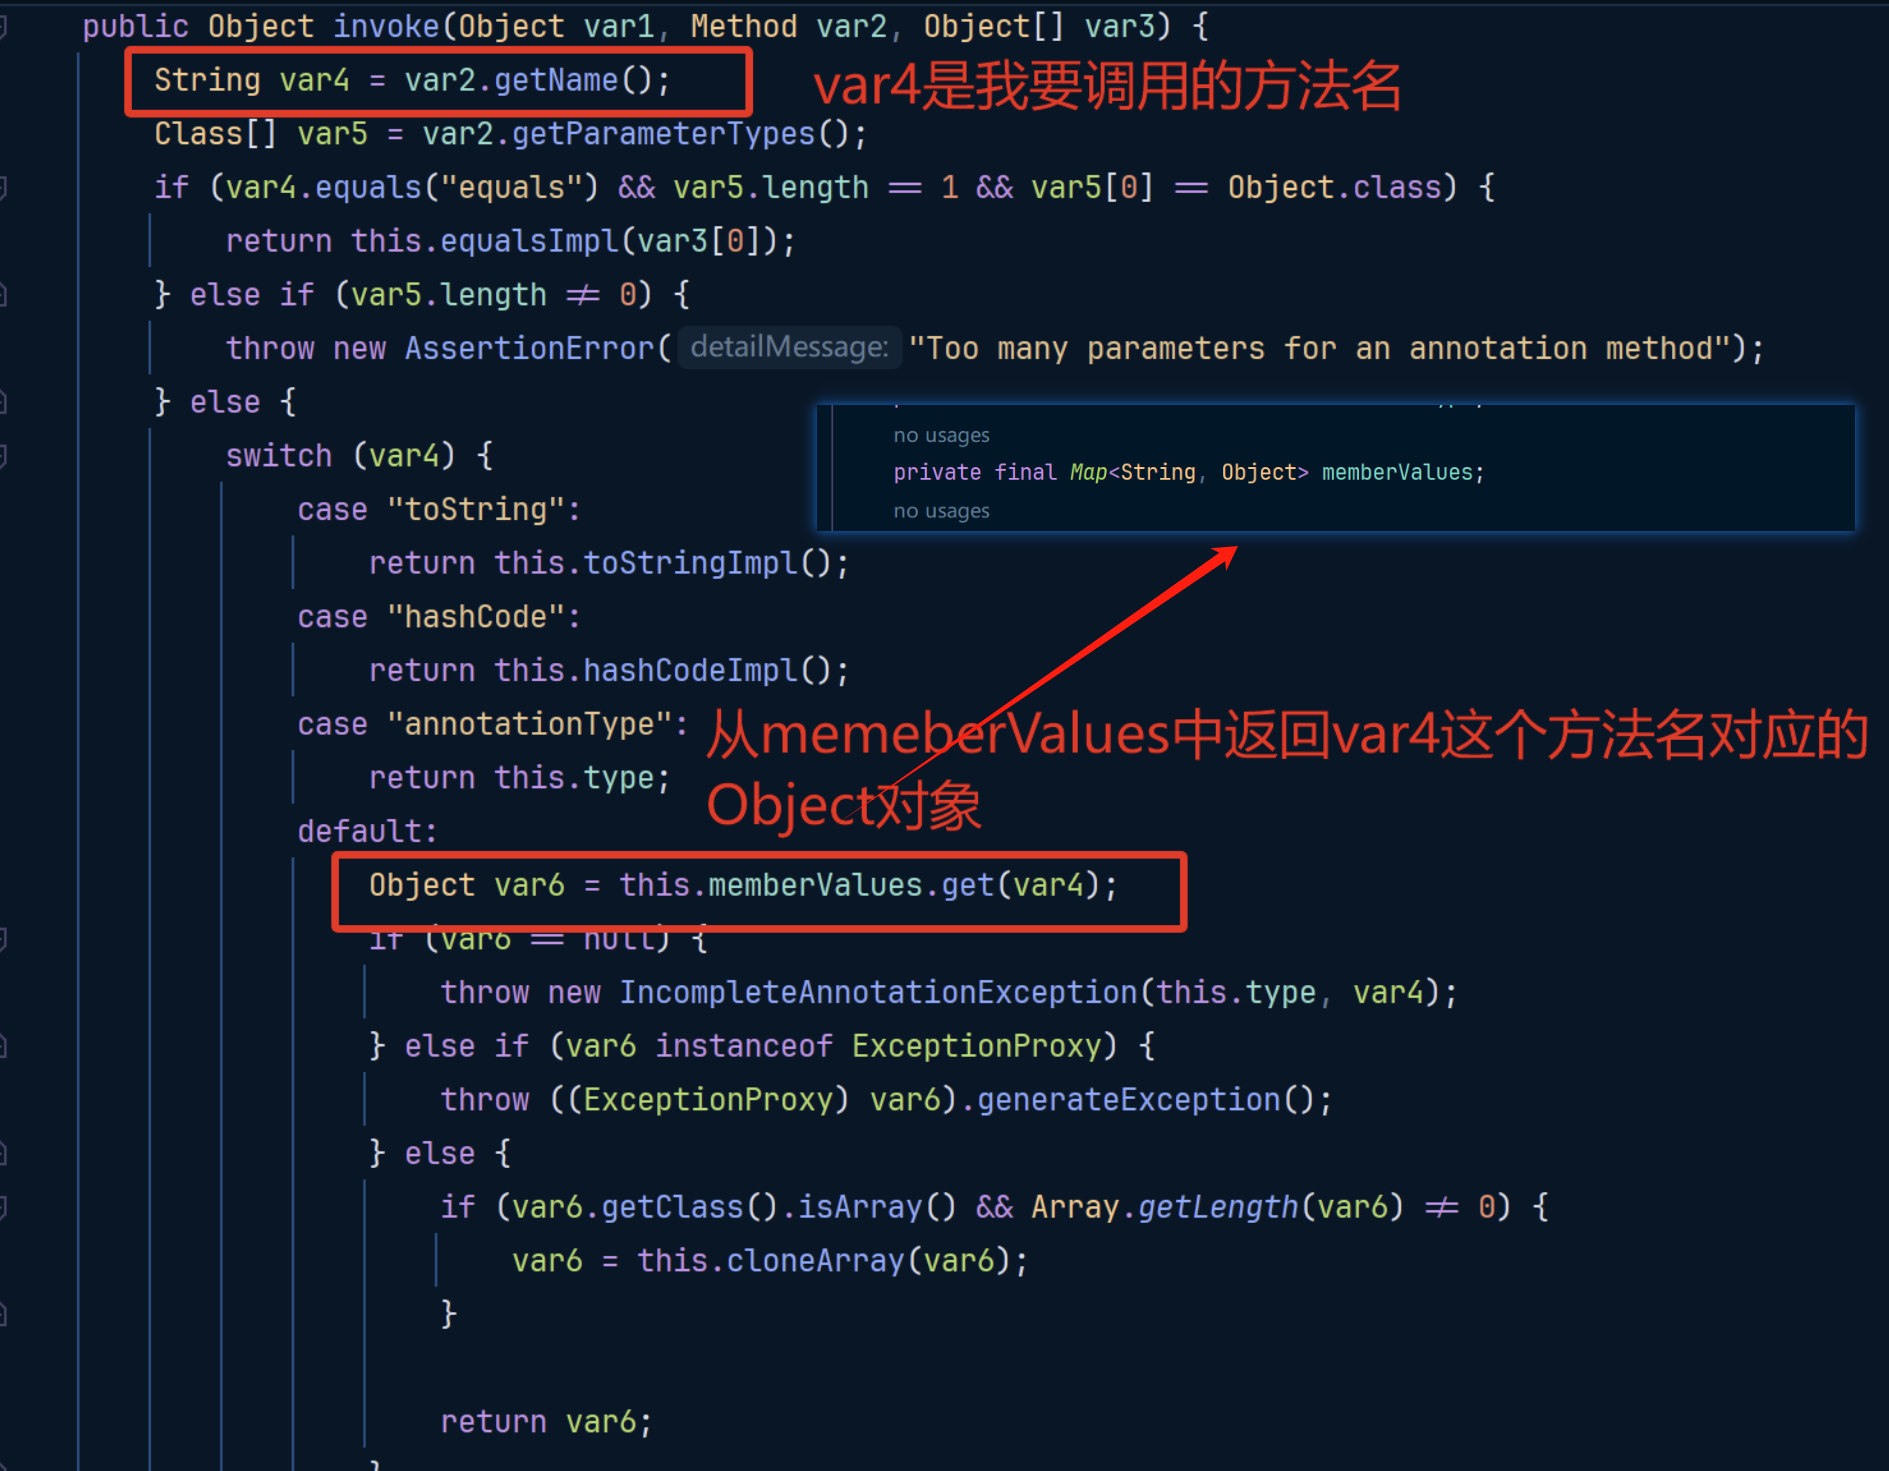 public Object invoke(Object var1, Method var2, Object[] var3) {
String var4 = var2.getName();
var4是我要调用的方法名
Class[] var5 = var2.getParameterTypes();
if (var4.equals("equals") && var5.length == 1 && var5[0] == Object.class) {
return this.equalsImpl(var3[0]);
} else if (var5.length != 0) {
throw new AssertionError( detailMessage: "Too many parameters for an annotation method");
} else {
no usages
private final Map<String, Object> memberValues;
no usages
switch (var4) {
case "toString":
return this.toStringImpl();
case "hashCode":
return this.hashCodeImpl();
case "annotationType":
从memeberValues中返回var4这个方法名对应的
Object对象
return this.type;
default:
Object var6 = this.memberValues.get(var4);
if (var6 == null) {
throw new IncompleteAnnotationException(this.type, var4);
} else if (var6 instanceof ExceptionProxy) {
throw ((ExceptionProxy) var6).generateException();
} else {
if (var6.getClass().isArray() && Array.getLength(var6) != 0) {
var6 = this.cloneArray(var6);
}
return var6;
}